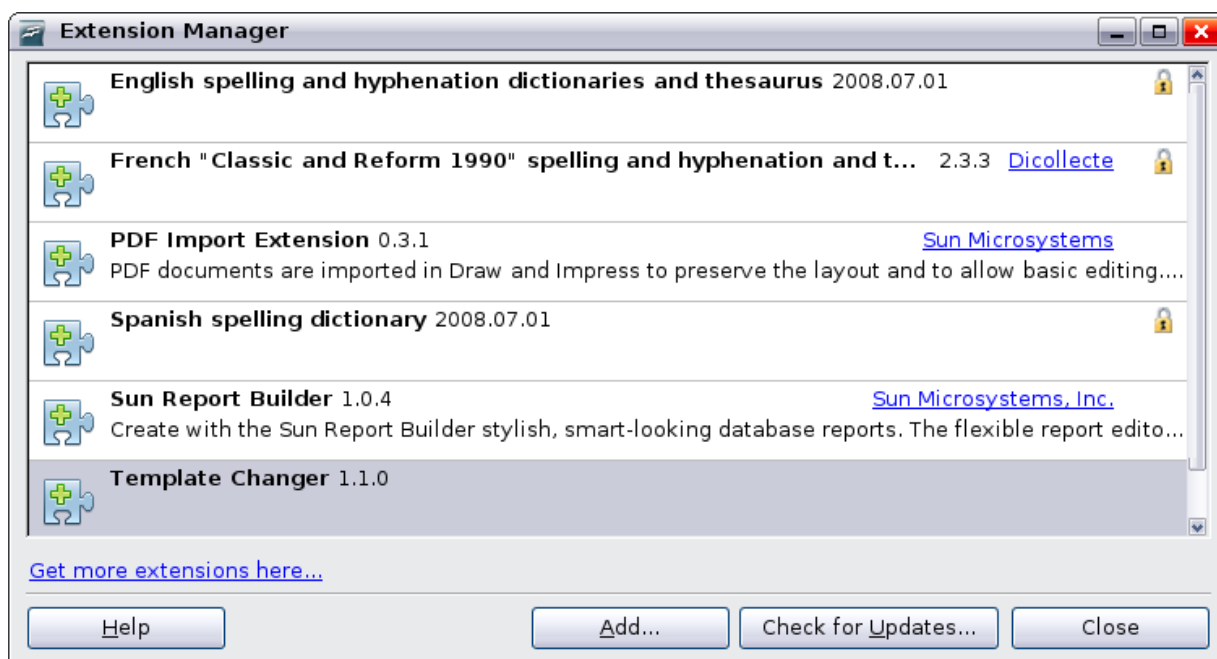 Extension Manager
English spelling and hyphenation dictionaries and thesaurus 2008.07.01
French "Classic and Reform 1990" spelling and hyphenation and t... 2.3.3 Dicollecte
PDF Import Extension 0.3.1 Sun Microsystems
PDF documents are imported in Draw and Impress to preserve the layout and to allow basic editing....
Spanish spelling dictionary 2008.07.01
Sun Report Builder 1.0.4 Sun Microsystems, Inc.
Create with the Sun Report Builder stylish, smart-looking database reports. The flexible report edito...
Template Changer 1.1.0
Get more extensions here...
Help Add... Check for Updates... Close